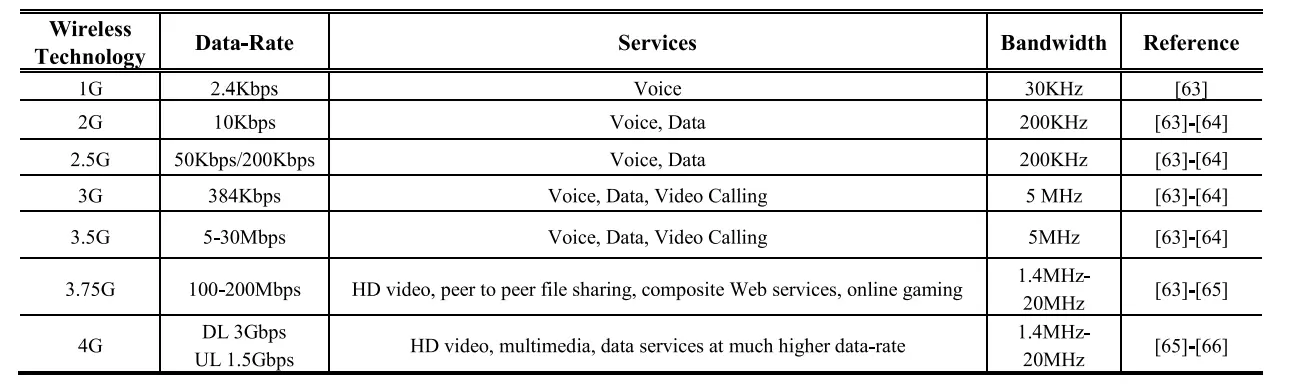 Wireless Technology Data-Rate Services Bandwidth Reference
1G 2.4Kbps Voice 30KHz [63]
2G 10Kbps Voice, Data 200KHz [63]-[64]
2.5G 50Kbps/200Kbps Voice, Data 200KHz [63]-[64]
3G 384Kbps Voice, Data, Video Calling 5 MHz [63]-[64]
3.5G 5-30Mbps Voice, Data, Video Calling 5MHz [63]-[64]
3.75G 100-200Mbps HD video, peer to peer file sharing, composite Web services, online gaming 1.4MHz-20MHz [63]-[65]
4G DL 3Gbps UL 1.5Gbps HD video, multimedia, data services at much higher data-rate 1.4MHz-20MHz [65]-[66]